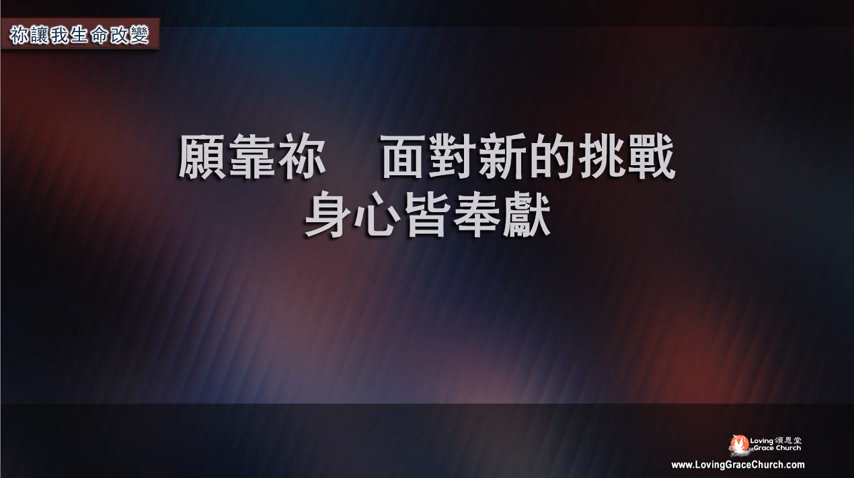 祢讓我生命改變
願靠祢　面對新的挑戰
身心皆奉獻
Loving 頌恩堂
Grace Church
www.LovingGraceChurch.com